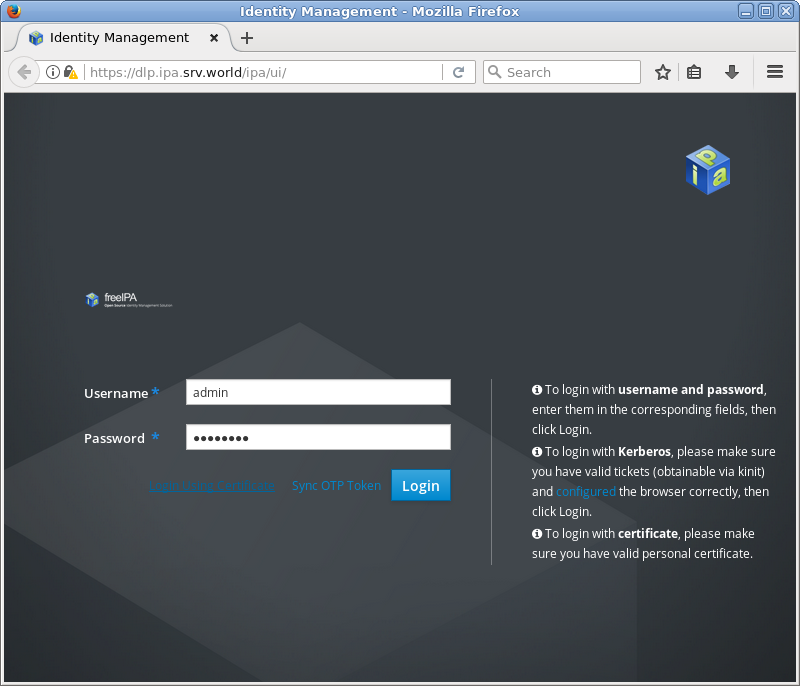 Identity Management - Mozilla Firefox
Identity Management
https://dlp.ipa.srv.world/ipa/ui/
Search
i p a
freeIPA
Open Source Identity Management Solution
Username *
admin
Password *
••••••••
Login Using Certificate
Sync OTP Token
Login
To login with username and password,
enter them in the corresponding fields, then
click Login.
To login with Kerberos, please make sure
you have valid tickets (obtainable via kinit)
and configured the browser correctly, then
click Login.
To login with certificate, please make
sure you have valid personal certificate.